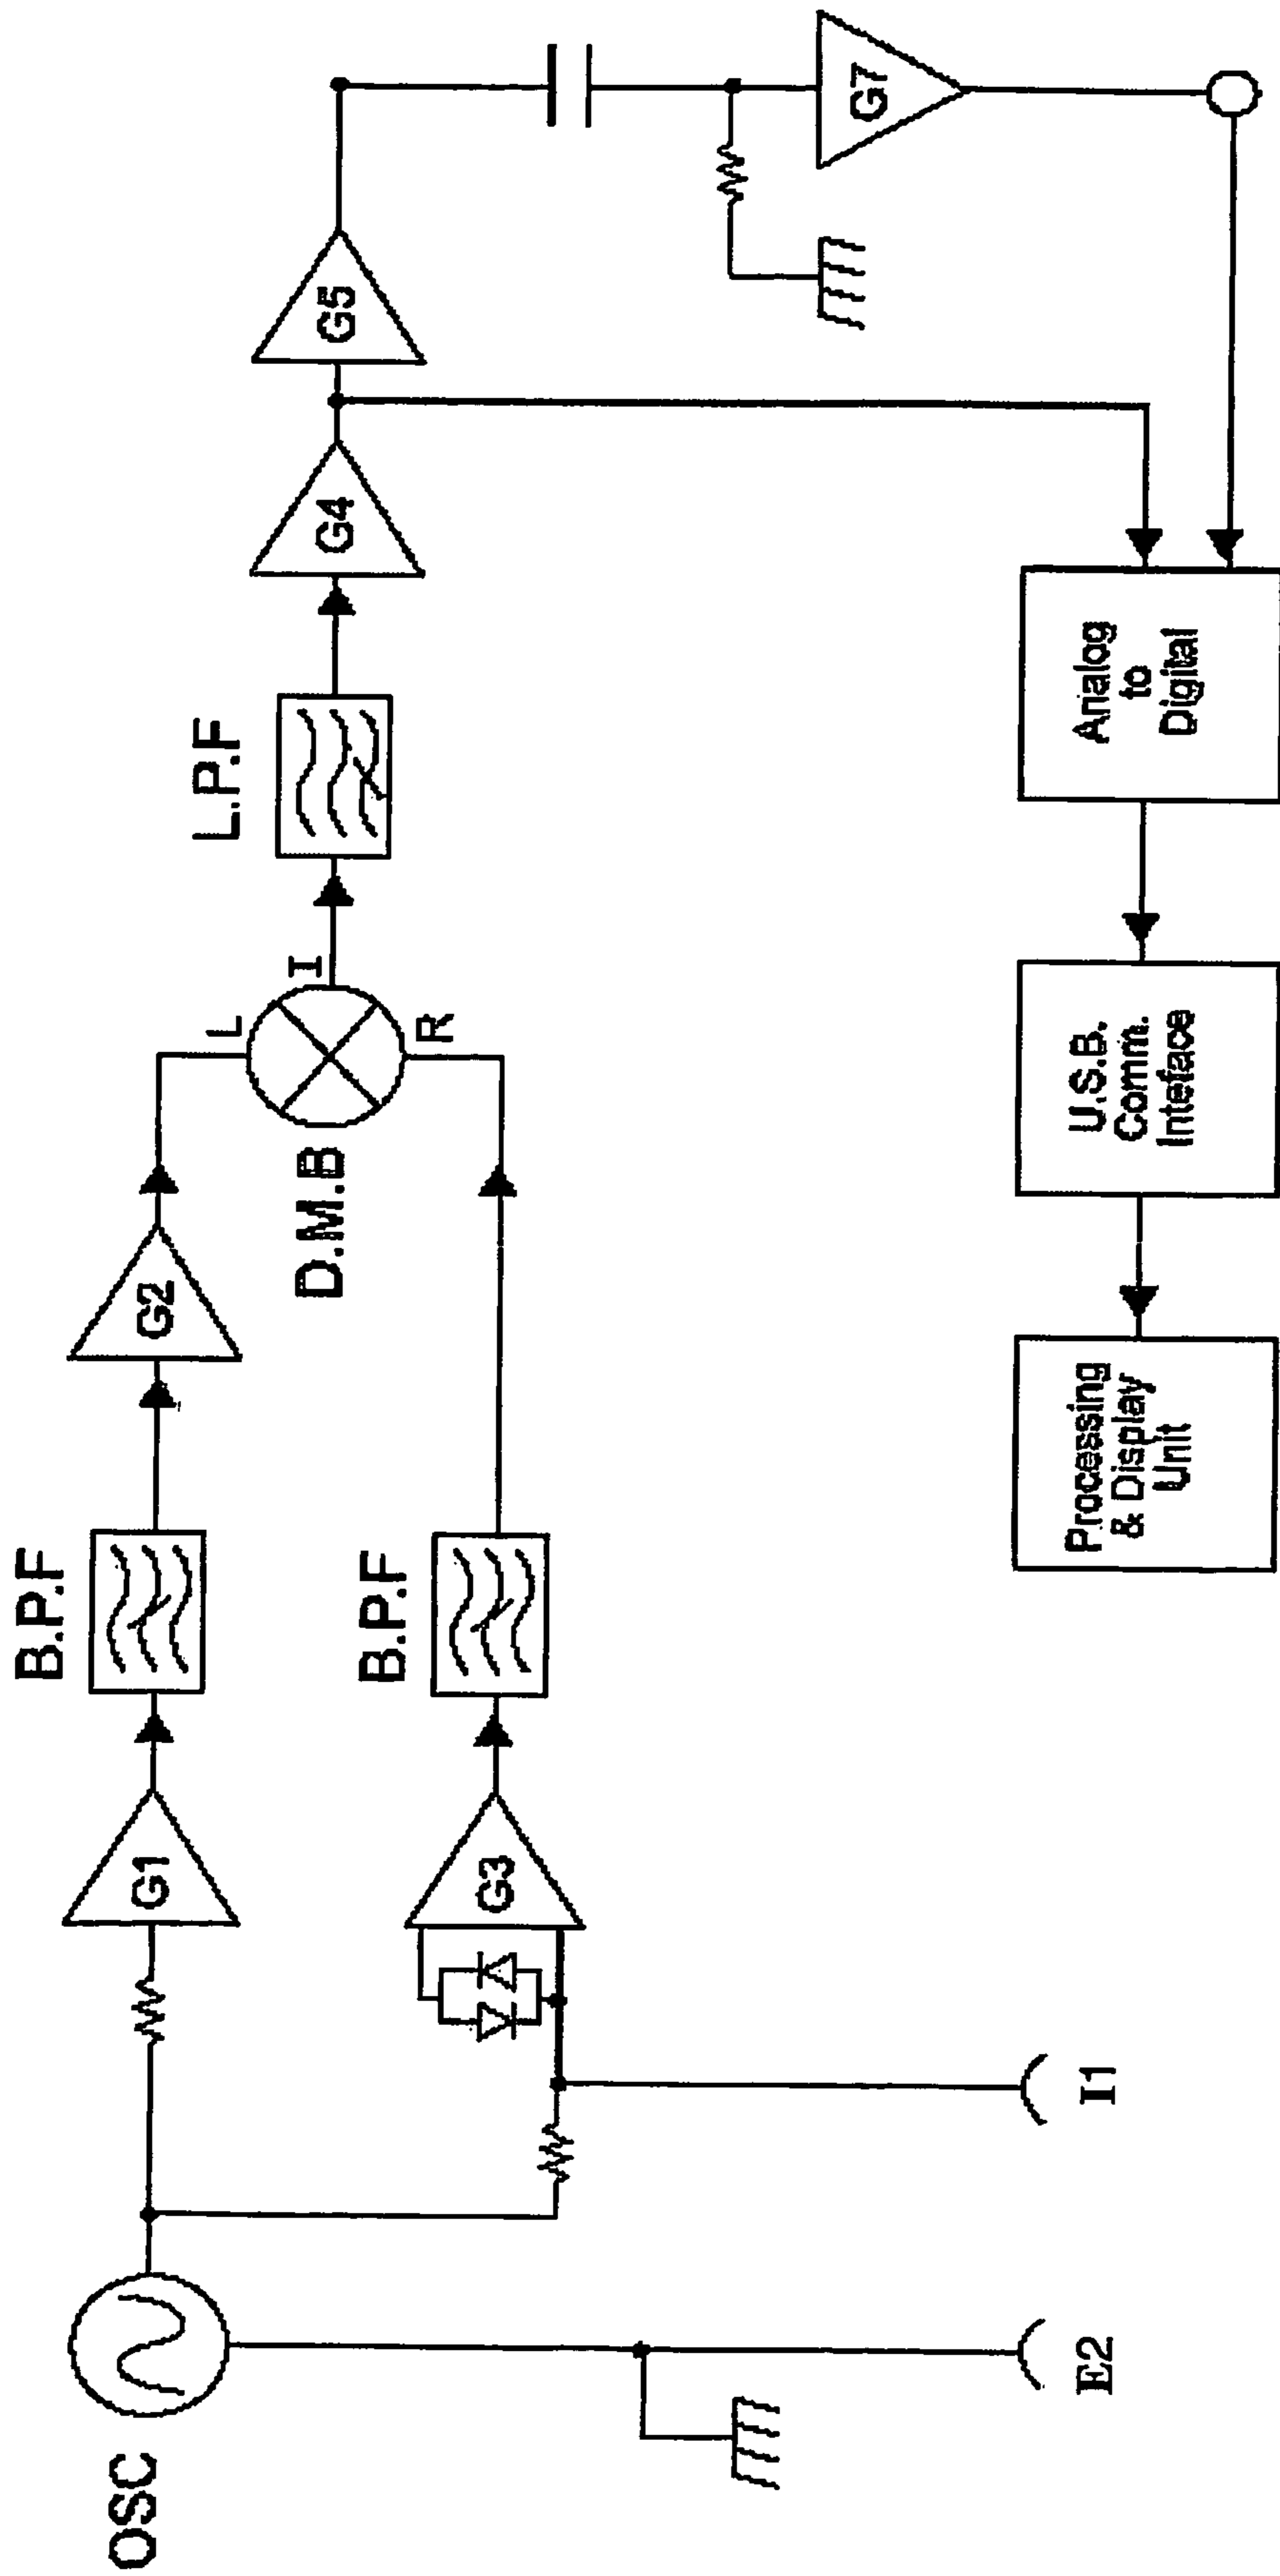 OSC
G1
B.P.F
G2
L
D.M.B
I
R
L.P.F
G4
G5
G3
B.P.F
G7
E2
I1
Processing
& Display
Unit
U.S.B.
Comm.
Inteface
Analog
to
Digital